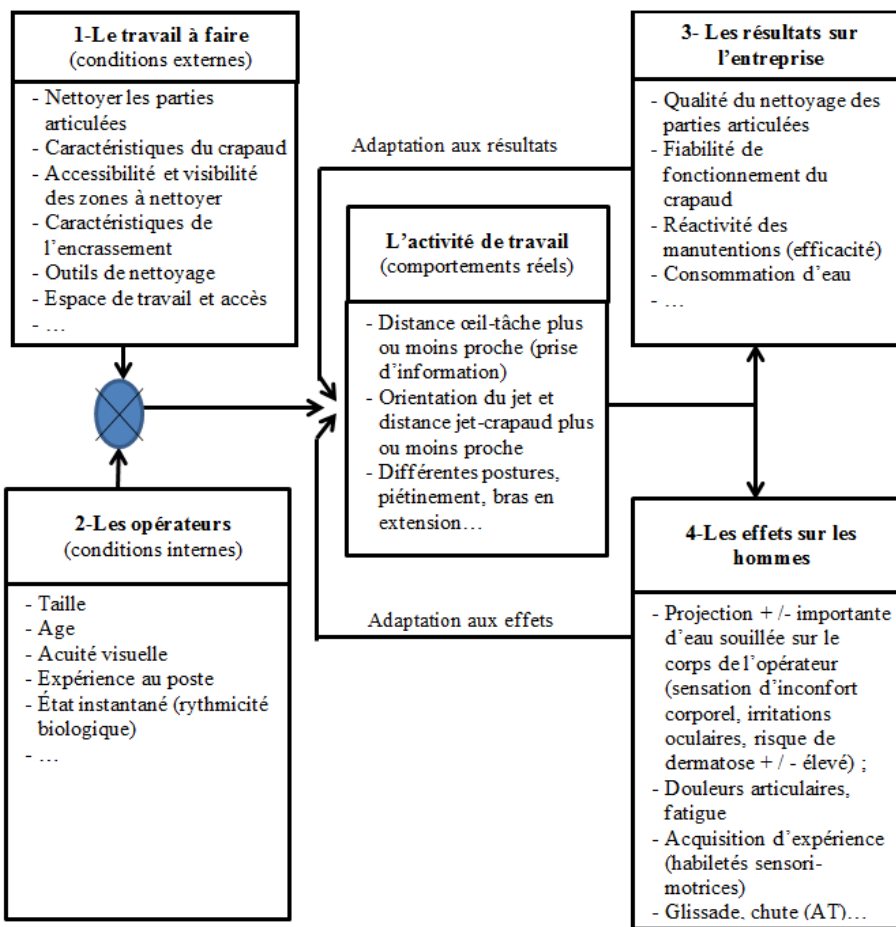 1-Le travail à faire
(conditions externes)
- Nettoyer les parties
articulées
- Caractéristiques du crapaud
- Accessibilité et visibilité
des zones à nettoyer
- Caractéristiques de
l'encrassement
- Outils de nettoyage
- Espace de travail et accès
- …
2-Les opérateurs
(conditions internes)
- Taille
- Age
- Acuité visuelle
- Expérience au poste
- État instantané (rythmicité
biologique)
- …
Adaptation aux résultats
L'activité de travail
(comportements réels)
- Distance œil-tâche plus
ou moins proche (prise
d'information)
- Orientation du jet et
distance jet-crapaud plus
ou moins proche
- Différentes postures,
piétinement, bras en
extension…
Adaptation aux effets
3- Les résultats sur
l'entreprise
- Qualité du nettoyage des
parties articulées
- Fiabilité de
fonctionnement du
crapaud
- Réactivité des
manutentions (efficacité)
- Consommation d'eau
- …
4-Les effets sur les
hommes
- Projection + /- importante
d'eau souillée sur le
corps de l'opérateur
(sensation d'inconfort
corporel, irritations
oculaires, risque de
dermatose + / - élevé) ;
- Douleurs articulaires,
fatigue
- Acquisition d'expérience
(habiletés sensori-
motrices)
- Glissade, chute (AT)…